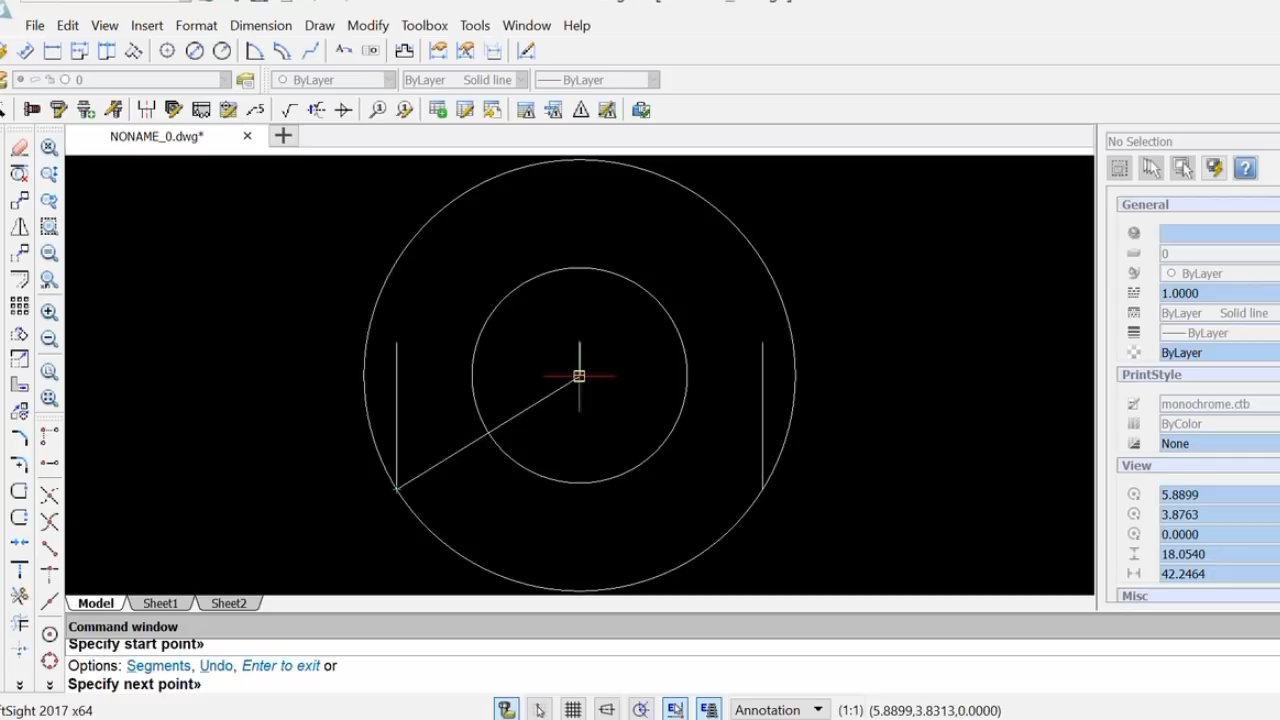 File Edit View Insert Format Dimension Draw Modify Toolbox Tools Window Help
0 ByLayer ByLayer Solid line ByLayer
NONAME_0.dwg*
No Selection
General
0
ByLayer
1.0000
ByLayer Solid line
ByLayer
ByLayer
PrintStyle
monochrome.ctb
ByColor
None
View
5.8899
3.8763
0.0000
18.0540
42.2464
Misc
Model Sheet1 Sheet2
Command window
Specify start point»
Options: Segments, Undo, Enter to exit or
Specify next point»
ftSight 2017 x64 Annotation (1:1) (5.8899,3.8313,0.0000)